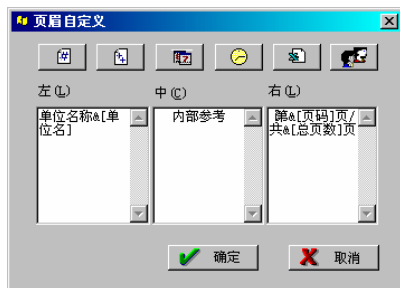 页眉自定义
左(L)
中(C)
右(L)
单位名称&[单
位名]
内部参考
第&[页码]页/
共&[总页数]页
确定
取消